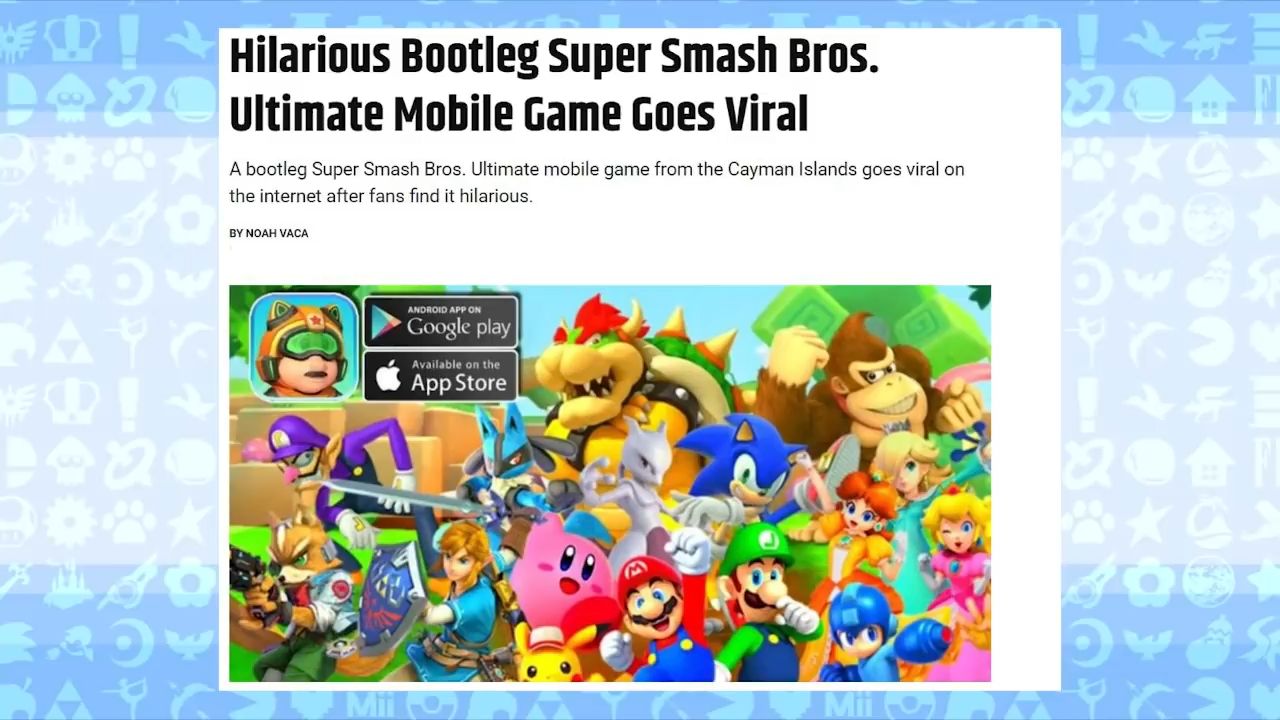 Hilarious Bootleg Super Smash Bros.
Ultimate Mobile Game Goes Viral
A bootleg Super Smash Bros. Ultimate mobile game from the Cayman Islands goes viral on
the internet after fans find it hilarious.
BY NOAH VACA
ANDROID APP ON
Google play
Available on the
App Store
Mii
Mii